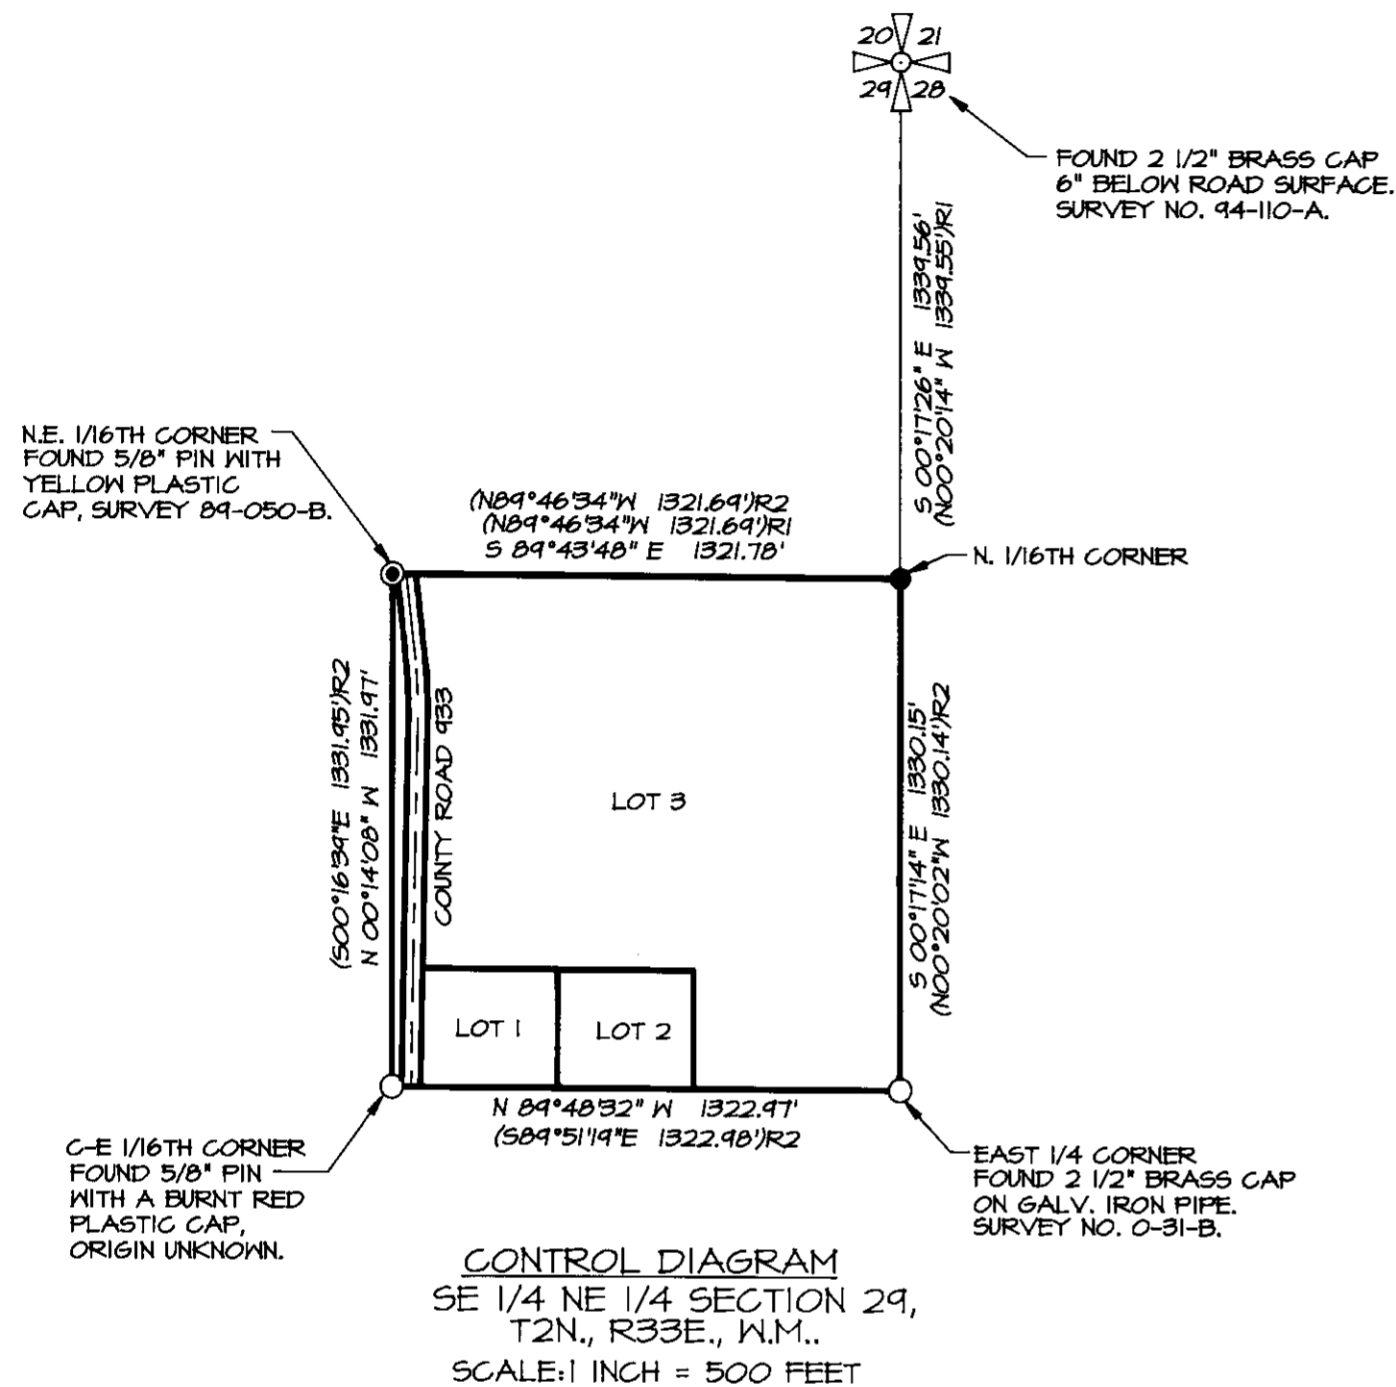 20 21
29 28
FOUND 2 1/2" BRASS CAP
6" BELOW ROAD SURFACE.
SURVEY NO. 94-110-A.
S 00°17'26" E 1339.56'
(N00°20'14" W 1339.55')R1
N.E. 1/16TH CORNER
FOUND 5/8" PIN WITH
YELLOW PLASTIC
CAP, SURVEY 89-050-B.
(N89°46'34"W 1321.69')R2
(N89°46'34"W 1321.69')R1
S 89°43'48" E 1321.78'
N. 1/16TH CORNER
(S00°16'39"E 1331.95')R2
N 00°14'08" W 1331.97'
COUNTY ROAD 933
LOT 3
S 00°17'14" E 1330.15'
(N00°20'02"W 1330.14')R2
LOT 1
LOT 2
N 89°48'32" W 1322.97'
(S89°51'19"E 1322.98')R2
C-E 1/16TH CORNER
FOUND 5/8" PIN
WITH A BURNT RED
PLASTIC CAP,
ORIGIN UNKNOWN.
EAST 1/4 CORNER
FOUND 2 1/2" BRASS CAP
ON GALV. IRON PIPE.
SURVEY NO. O-31-B.
CONTROL DIAGRAM
SE 1/4 NE 1/4 SECTION 29,
T2N., R33E., W.M..
SCALE:1 INCH = 500 FEET